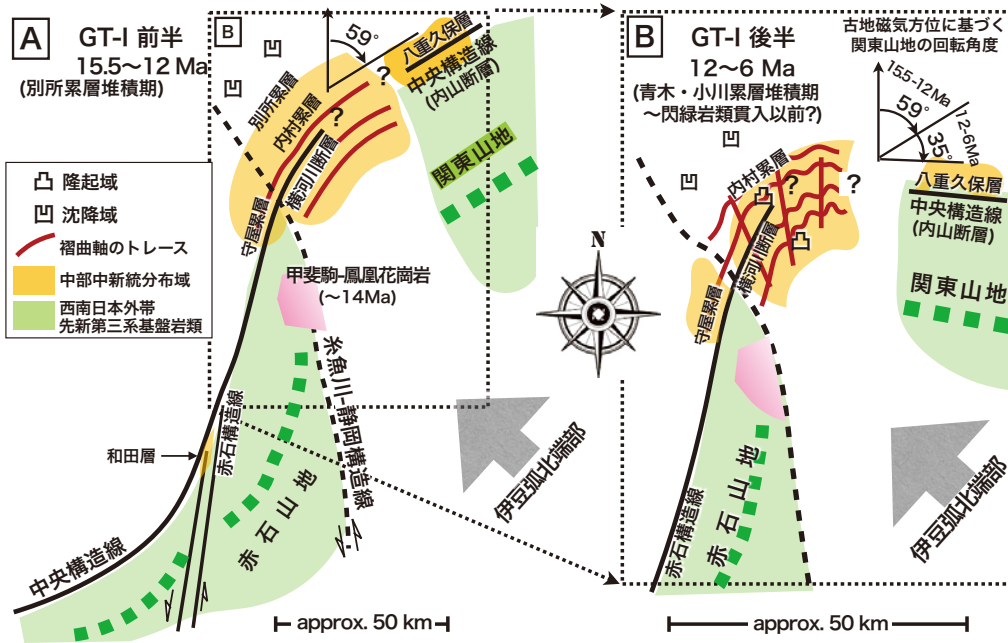 A
GT-I 前半
15.5〜12 Ma
(別所累層堆積期)
B
凹
凹
59°
別所累層
内村累層
?
?
横河川断層
守屋累層
八重久保層
中央構造線
(内山断層)
関東山地
凸 隆起域
凹 沈降域
褶曲軸のトレース
中部中新統分布域
西南日本外帯
先新第三系基盤岩類
甲斐駒-鳳凰花崗岩
(〜14Ma)
糸魚川-静岡構造線
赤石構造線
和田層
赤石山地
中央構造線
伊豆弧北端部
approx. 50 km
N
B
GT-I 後半
12〜6 Ma
(青木・小川累層堆積期
〜閃緑岩類貫入以前?)
古地磁気方位に基づく
関東山地の回転角度
15.5-12Ma
59°
12-6Ma
35°
凹
凹
内村累層
凸
?
?
凸
横河川断層
守屋累層
八重久保層
中央構造線
(内山断層)
関東山地
赤石構造線
赤石山地
伊豆弧北端部
approx. 50 km